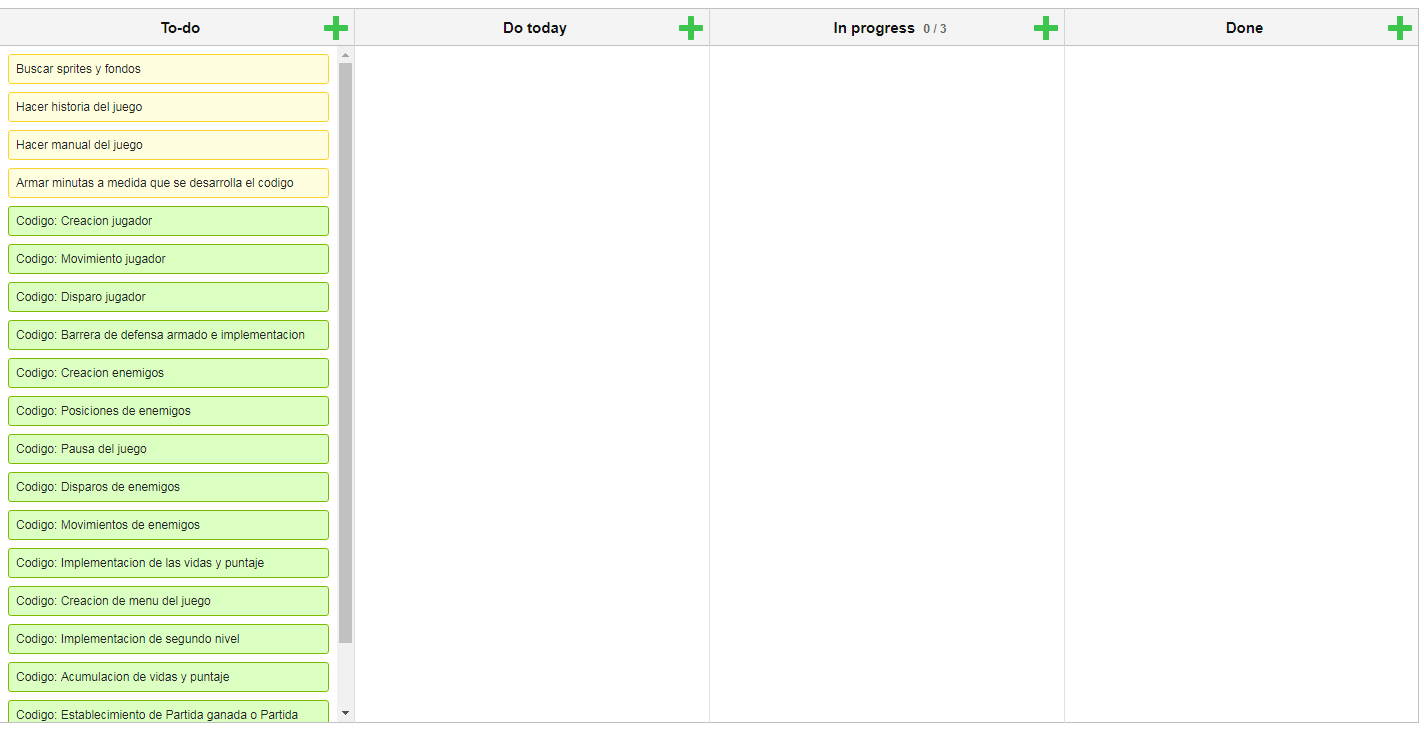 To-do
Do today
In progress 0 / 3
Done
Buscar sprites y fondos
Hacer historia del juego
Hacer manual del juego
Armar minutas a medida que se desarrolla el codigo
Codigo: Creacion jugador
Codigo: Movimiento jugador
Codigo: Disparo jugador
Codigo: Barrera de defensa armado e implementacion
Codigo: Creacion enemigos
Codigo: Posiciones de enemigos
Codigo: Pausa del juego
Codigo: Disparos de enemigos
Codigo: Movimientos de enemigos
Codigo: Implementacion de las vidas y puntaje
Codigo: Creacion de menu del juego
Codigo: Implementacion de segundo nivel
Codigo: Acumulacion de vidas y puntaje
Codigo: Establecimiento de Partida ganada o Partida